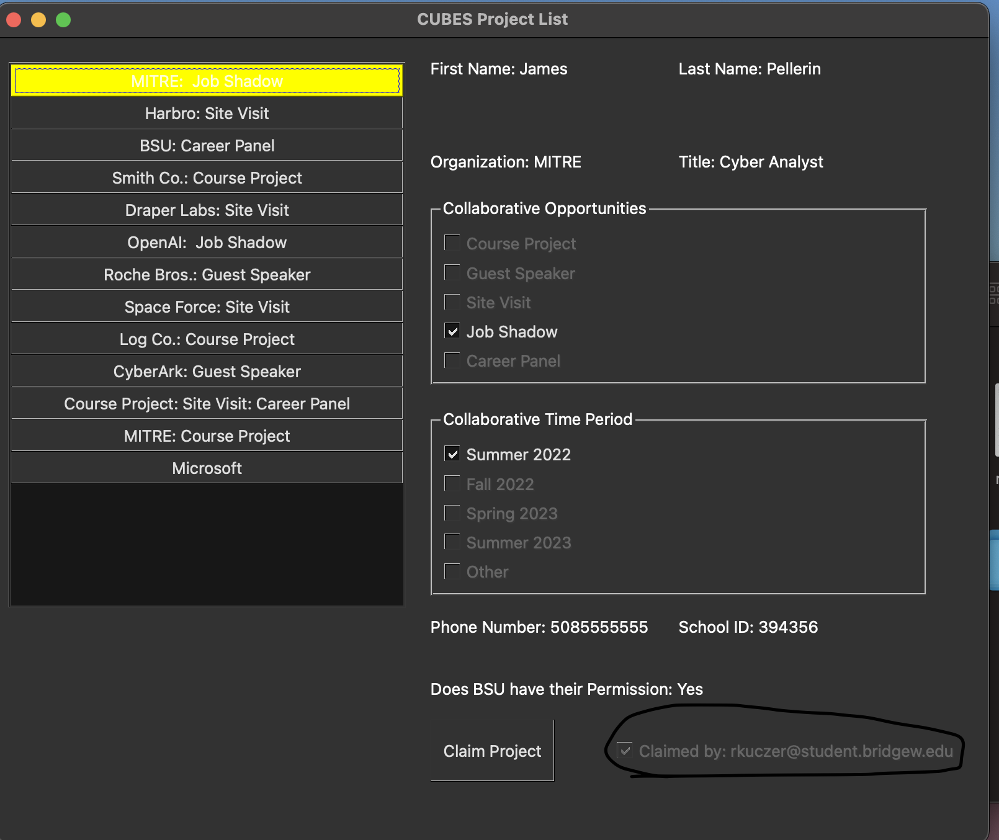 CUBES Project List
MITRE:  Job Shadow
Harbro: Site Visit
BSU: Career Panel
Smith Co.: Course Project
Draper Labs: Site Visit
OpenAI:  Job Shadow
Roche Bros.: Guest Speaker
Space Force: Site Visit
Log Co.: Course Project
CyberArk: Guest Speaker
Course Project: Site Visit: Career Panel
MITRE: Course Project
Microsoft
First Name: James
Last Name: Pellerin
Organization: MITRE
Title: Cyber Analyst
Collaborative Opportunities
Course Project
Guest Speaker
Site Visit
Job Shadow
Career Panel
Collaborative Time Period
Summer 2022
Fall 2022
Spring 2023
Summer 2023
Other
Phone Number: 5085555555
School ID: 394356
Does BSU have their Permission: Yes
Claim Project
Claimed by: rkuczer@student.bridgew.edu